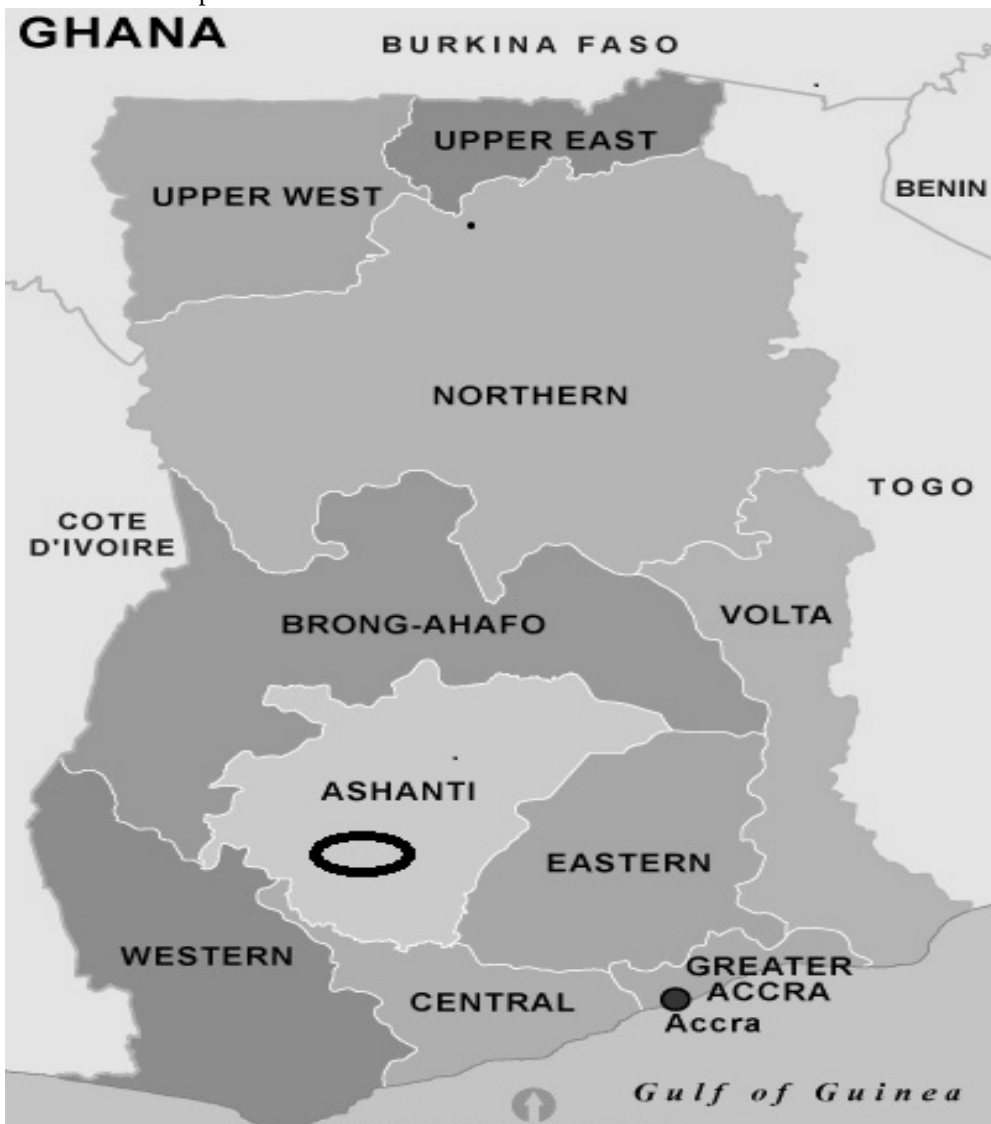 GHANA
BURKINA FASO
UPPER EAST
UPPER WEST
BENIN
NORTHERN
TOGO
COTE
D'IVOIRE
VOLTA
BRONG-AHAFO
ASHANTI
EASTERN
WESTERN
GREATER
ACCRA
CENTRAL
Accra
Gulf of Guinea